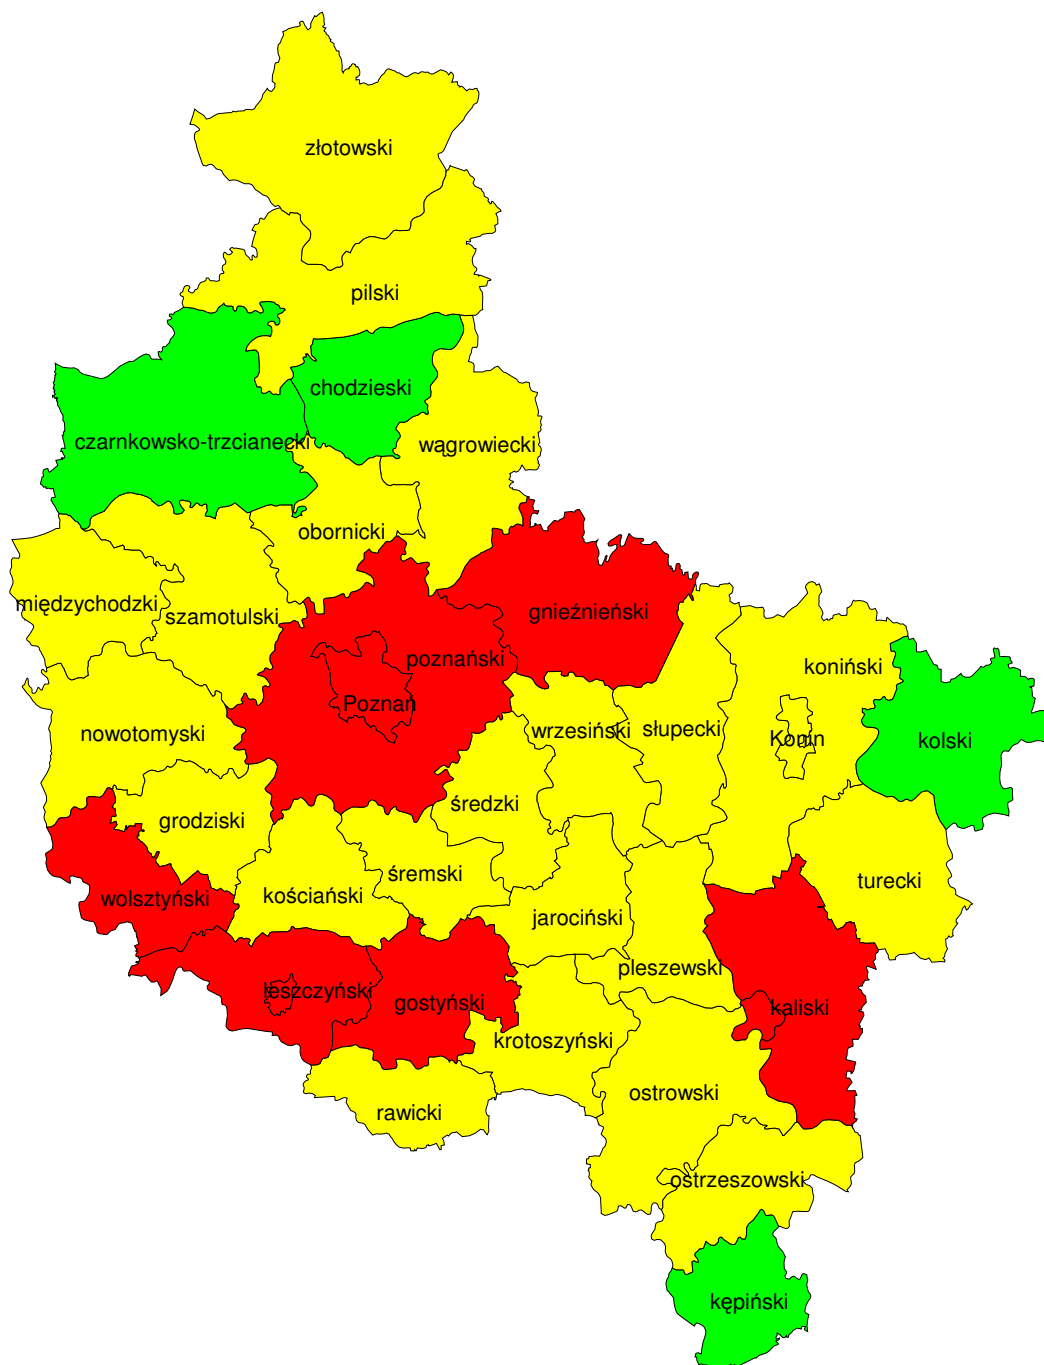 złotowski
pilski
chodzieski
czarnkowsko-trzcianecki
wągrowiecki
obornicki
międzychodzki
szamotulski
gnieźnieński
poznański
koniński
Poznań
nowotomyski
wrzesiński
słupecki
Konin
kolski
średzki
grodziski
śremski
turecki
kościański
wolsztyński
jarociński
pleszewski
leszczyński
gostyński
kaliski
krotoszyński
ostrowski
rawicki
ostrzeszowski
kępiński